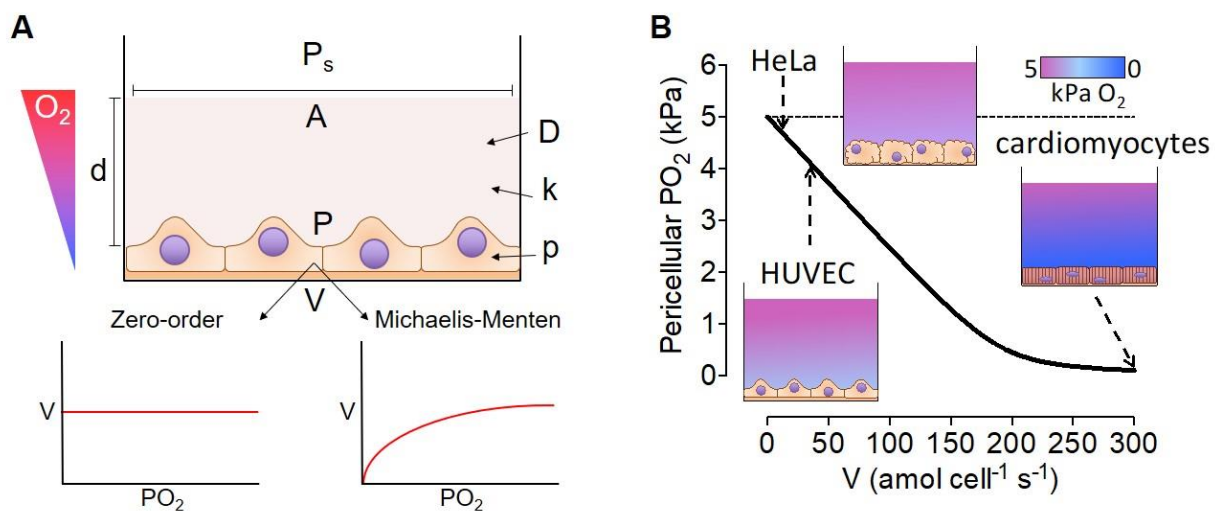 A
Pₛ
O₂
A
D
d
k
P
p
V
Zero-order
Michaelis-Menten
V
PO₂
V
PO₂
B
Pericellular PO₂ (kPa)
6
5
4
3
2
1
0
HeLa
5 0
kPa O₂
cardiomyocytes
HUVEC
0 50 100 150 200 250 300
V (amol cell⁻¹ s⁻¹)